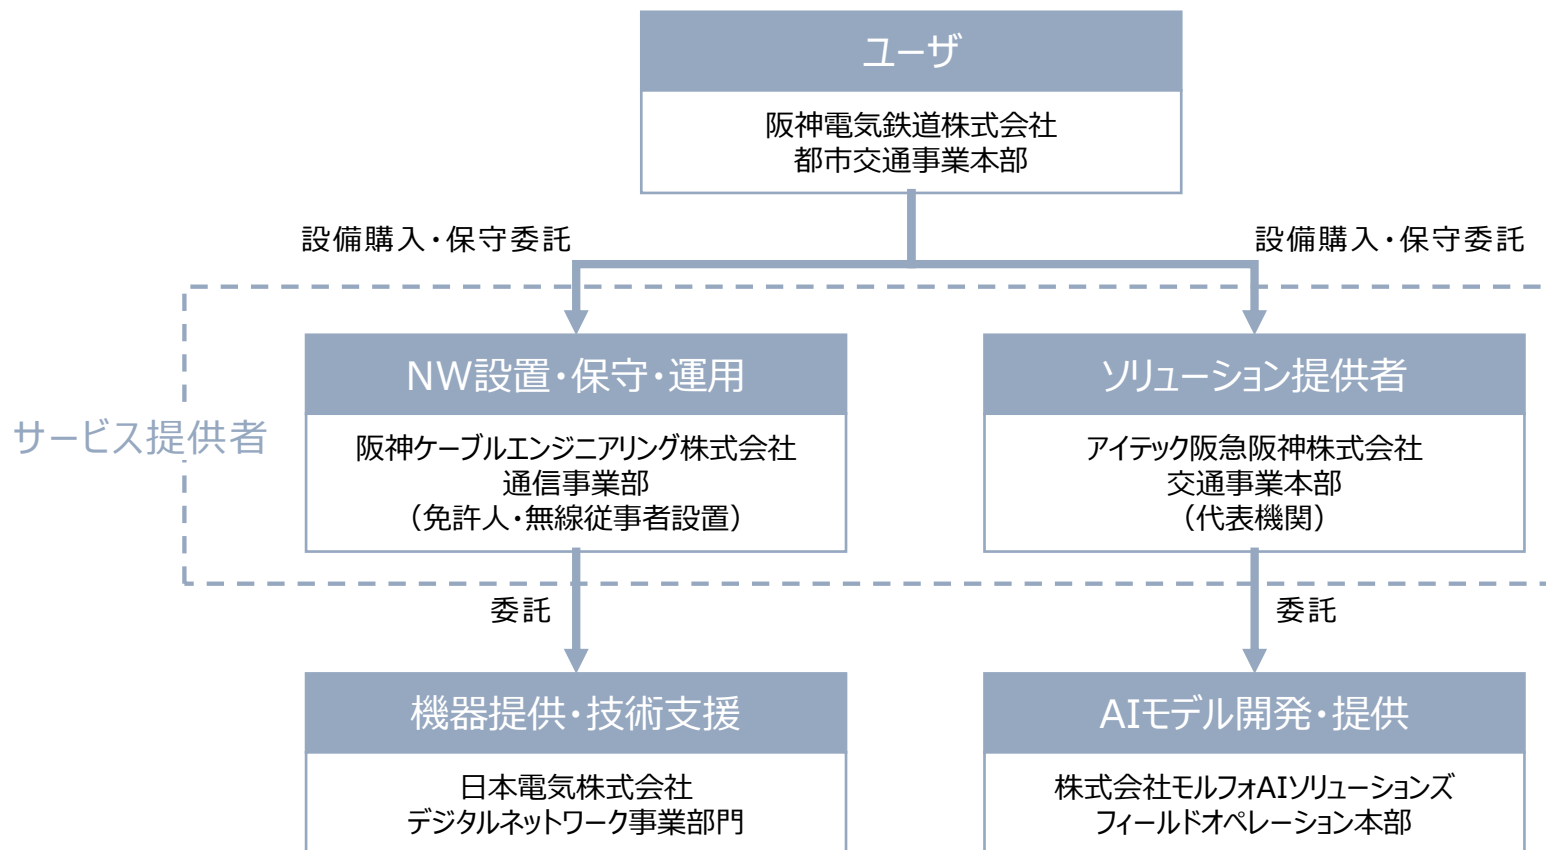 ユーザ
阪神電気鉄道株式会社
都市交通事業本部
設備購入・保守委託
設備購入・保守委託
サービス提供者
NW設置・保守・運用
阪神ケーブルエンジニアリング株式会社
通信事業部
（免許人・無線従事者設置）
ソリューション提供者
アイテック阪急阪神株式会社
交通事業本部
（代表機関）
委託
委託
機器提供・技術支援
日本電気株式会社
デジタルネットワーク事業部門
AIモデル開発・提供
株式会社モルフォAIソリューションズ
フィールドオペレーション本部